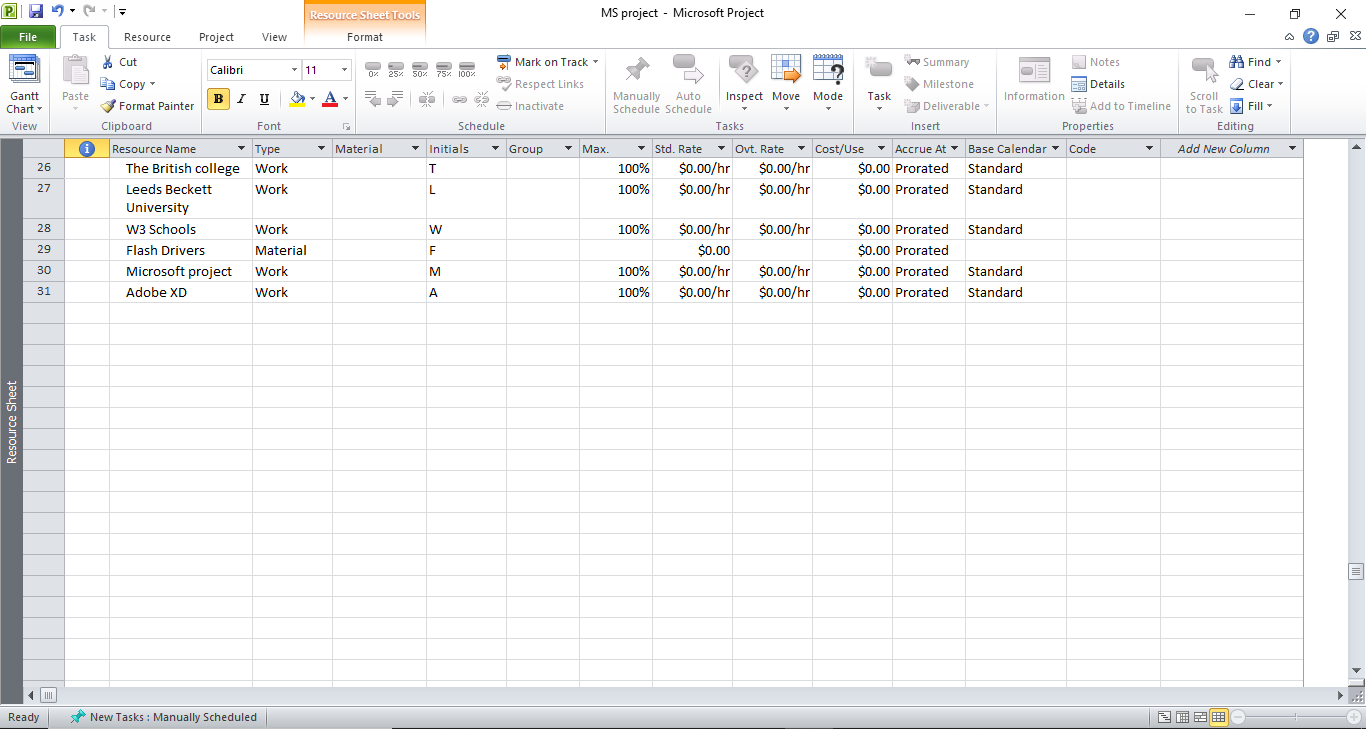 MS project - Microsoft Project
Resource Sheet Tools
File Task Resource Project View Format
Gantt Chart
View
Paste
Cut
Copy
Format Painter
Clipboard
Calibri 11
B I U A
Font
0% 25% 50% 75% 100%
Mark on Track
Respect Links
Inactivate
Schedule
Manually Schedule
Auto Schedule
Inspect
Move
Mode
Tasks
Task
Summary
Milestone
Deliverable
Insert
Information
Notes
Details
Add to Timeline
Properties
Scroll to Task
Find
Clear
Fill
Editing
Resource Name Type Material Initials Group Max. Std. Rate Ovt. Rate Cost/Use Accrue At Base Calendar Code Add New Column
26 The British college Work T 100% $0.00/hr $0.00/hr $0.00 Prorated Standard
27 Leeds Beckett Work L 100% $0.00/hr $0.00/hr $0.00 Prorated Standard
University
28 W3 Schools Work W 100% $0.00/hr $0.00/hr $0.00 Prorated Standard
29 Flash Drivers Material F $0.00 $0.00 Prorated
30 Microsoft project Work M 100% $0.00/hr $0.00/hr $0.00 Prorated Standard
31 Adobe XD Work A 100% $0.00/hr $0.00/hr $0.00 Prorated Standard
Resource Sheet
Ready New Tasks : Manually Scheduled